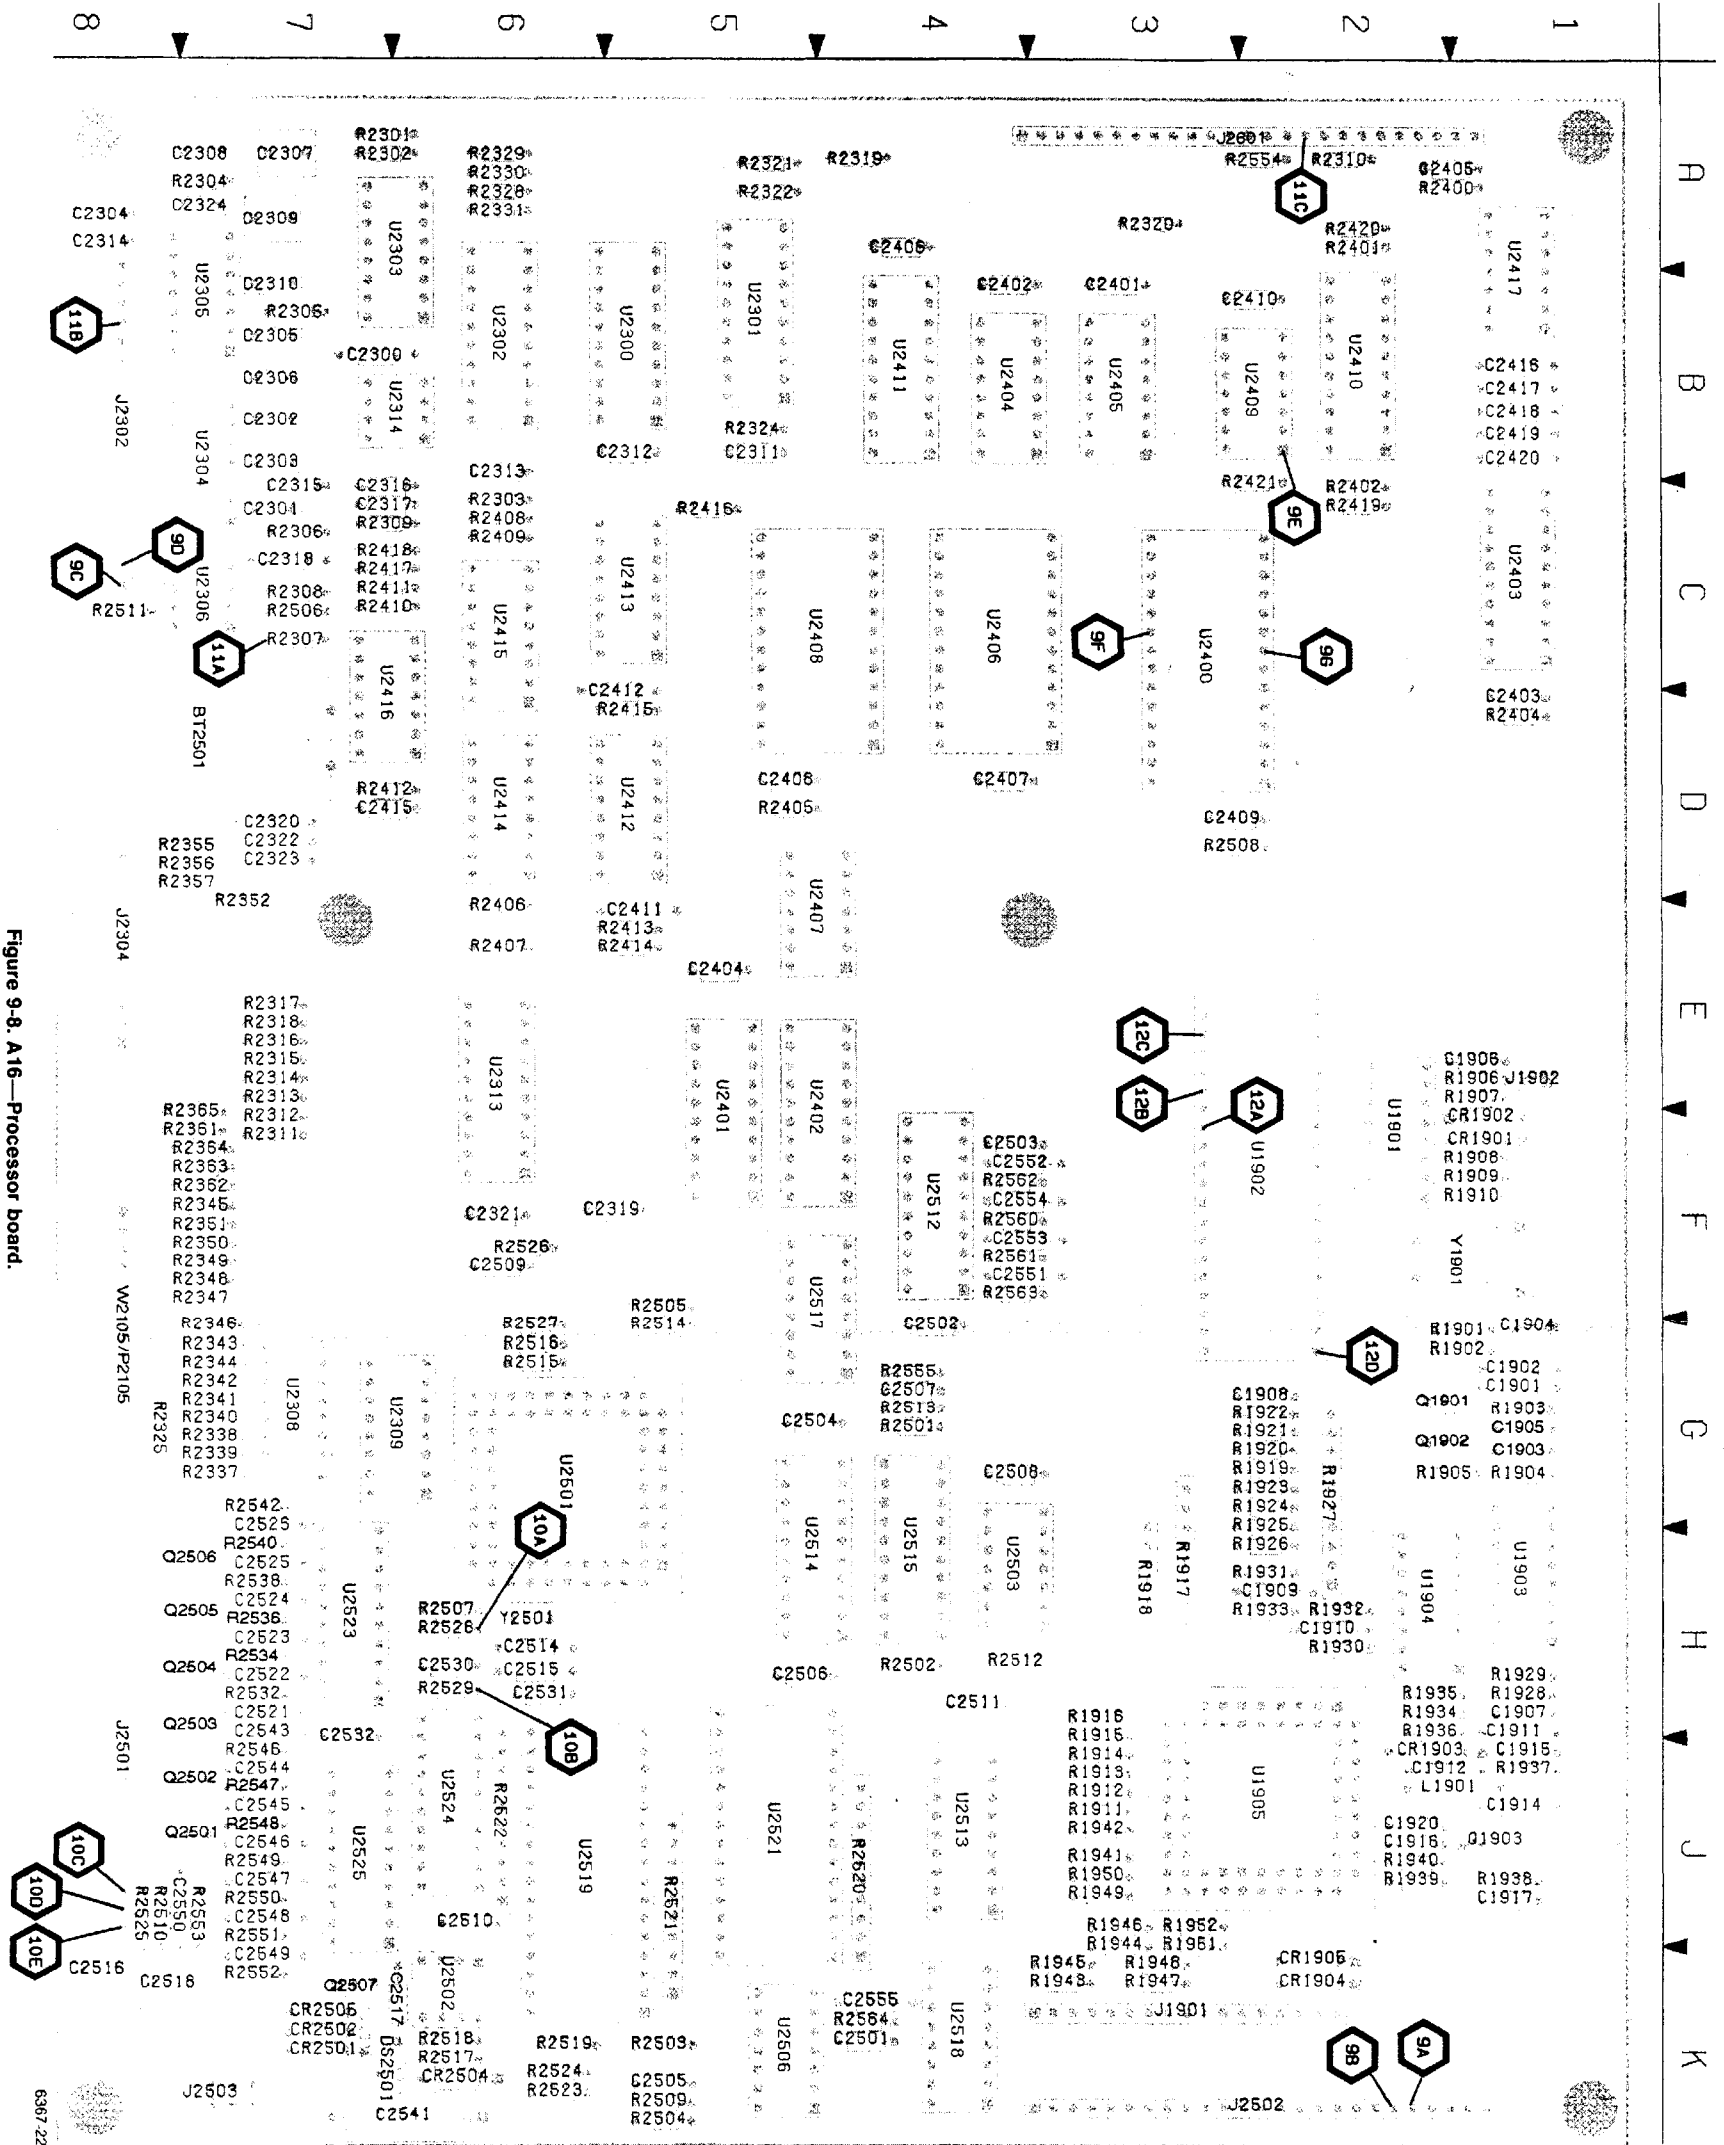 8 7 6 5 4 3 2 1
A
B
C
D
E
F
G
H
J
K
J2601
11C
R2301
R2302
C2308 C2307
R2304
C2324
C2304
C2309
C2314
R2329
R2330
R2328
R2331
R2321 R2319
R2322
R2554 R2310
C2405
R2400
R2320
R2420
R2401
U2303
U2305
U2302
U2300
U2301
U2417
C2310
C2402 C2401
C2410
11B
U2411
U2404
U2405
U2409
U2410
C2300
C2306
C2302
C2303
U2314
J2302
U2304
C2416
C2417
C2418
C2419
C2420
R2324
C2312 C2311
C2313
C2315 C2316
C2317
C2301
R2309
R2306
R2303
R2408
R2409
R2416
R2421
R2402
R2419
9E
9D
9C
U2306
R2511
C2318
R2418
R2417
R2411
R2410
R2308
R2506
R2307
11A
U2415
U2413
U2408
U2406
9F
U2400
9G
U2403
U2416
BT2501
C2412
R2415
C2403
R2404
R2412
C2415
U2414
U2412
C2407
R2405
C2409
R2508
C2320
C2322
C2323
R2355
R2356
R2357
R2352
U2407
R2406
R2407
C2411
R2413
R2414
C2404
J2304
R2317
R2318
R2316
R2315
R2314
R2313
R2312
R2311
U2313
U2401
U2402
12C
12B
12A
U1902
U1901
C1906
R1906 J1902
R1907
CR1902
CR1901
R1908
R1909
R1910
R2365
R2361
R2364
R2363
R2362
R2345
R2351
R2350
R2349
R2348
R2347
U2512
C2503
C2552
R2562
C2554
R2560
C2553
R2561
C2551
R2563
C2321 C2319
R2526
C2509
U2517
Y1901
W2105/P2105
R2505
R2514
C2502
R2346
R2343
R2344
R2342
R2341
R2340
R2338
R2339
R2337
R2325
U2308
U2309
R2527
R2516
R2515
U2501
R2555
C2507
R2513
R2501
C2504
12D
R1901 C1904
R1902
C1902
C1901
Q1901 R1903
C1905
Q1902 C1903
R1905 R1904
C1908
R1922
R1921
R1920
R1919
R1923
R1924
R1925
R1926
R1927
R1931
C1909
R1933 R1932
C1910
R1930
C2508
10A
U2514
U2515
U2503
R1918
R1917
U1904
U1903
R2542
C2526
R2540
Q2506 C2525
R2538
C2524
Q2505 R2536
C2523
R2534
Q2504 C2522
R2532
C2521
Q2503 C2543
R2546
C2544
Q2502 R2547
C2545
R2548
Q2501 C2546
R2549
C2547
R2550
C2548
R2551
C2549
R2552
U2523
R2507
R2528
Y2501
C2514
C2530 C2515
R2529 C2531
C2506 R2502 R2512
C2511
C2532
10B
J2501
U2525
U2524
R2522
U2519
R2521
U2521
R2520
U2513
R1916
R1915
R1914
R1913
R1912
R1911
R1942
R1941
R1950
R1949
U1905
R1929
R1935 R1928
R1934 C1907
R1936 C1911
CR1903 C1915
C1912 R1937
L1901
C1914
C1920
C1916 Q1903
R1940
R1939 R1938
C1917
10C
10D
10E
R2525
R2510
C2550
R2553
C2516
C2518
C2510
R1946 R1952
R1944 R1951
R1945 R1948
R1943 R1947
CR1905
CR1904
J1901
Q2507
C2517
U2502
CR2505
CR2502
CR2501
DS2501
R2518
R2517
CR2504
R2519 R2503
R2524
R2523
C2505
R2509
R2504
U2506
C2555
R2564
C2501
U2518
9B
9A
J2502
J2503
C2541
Figure 9-8. A16—Processor board.
6367-22